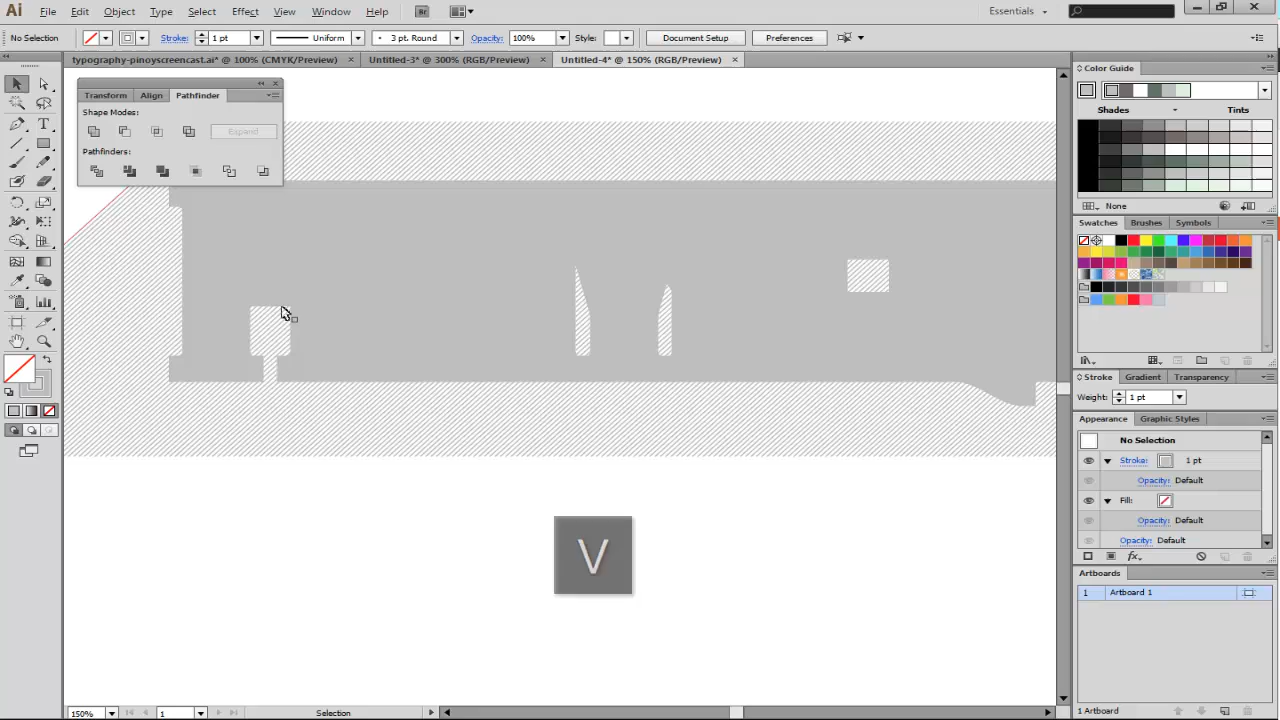 Ai File Edit Object Type Select Effect View Window Help Br Essentials
No Selection Stroke: 1 pt Uniform 3 pt. Round Opacity: 100% Style: Document Setup Preferences
typography-pinoyscreencast.ai* @ 100% (CMYK/Preview) Untitled-3* @ 300% (RGB/Preview) Untitled-4* @ 150% (RGB/Preview)
Transform Align Pathfinder
Shape Modes:
Expand
Pathfinders:
V
150% 1 Selection
Color Guide
Shades Tints
None
Swatches Brushes Symbols
Stroke Gradient Transparency
Weight: 1 pt
Appearance Graphic Styles
No Selection
Stroke: 1 pt
Opacity: Default
Fill:
Opacity: Default
Opacity: Default
fx
Artboards
1 Artboard 1
1 Artboard